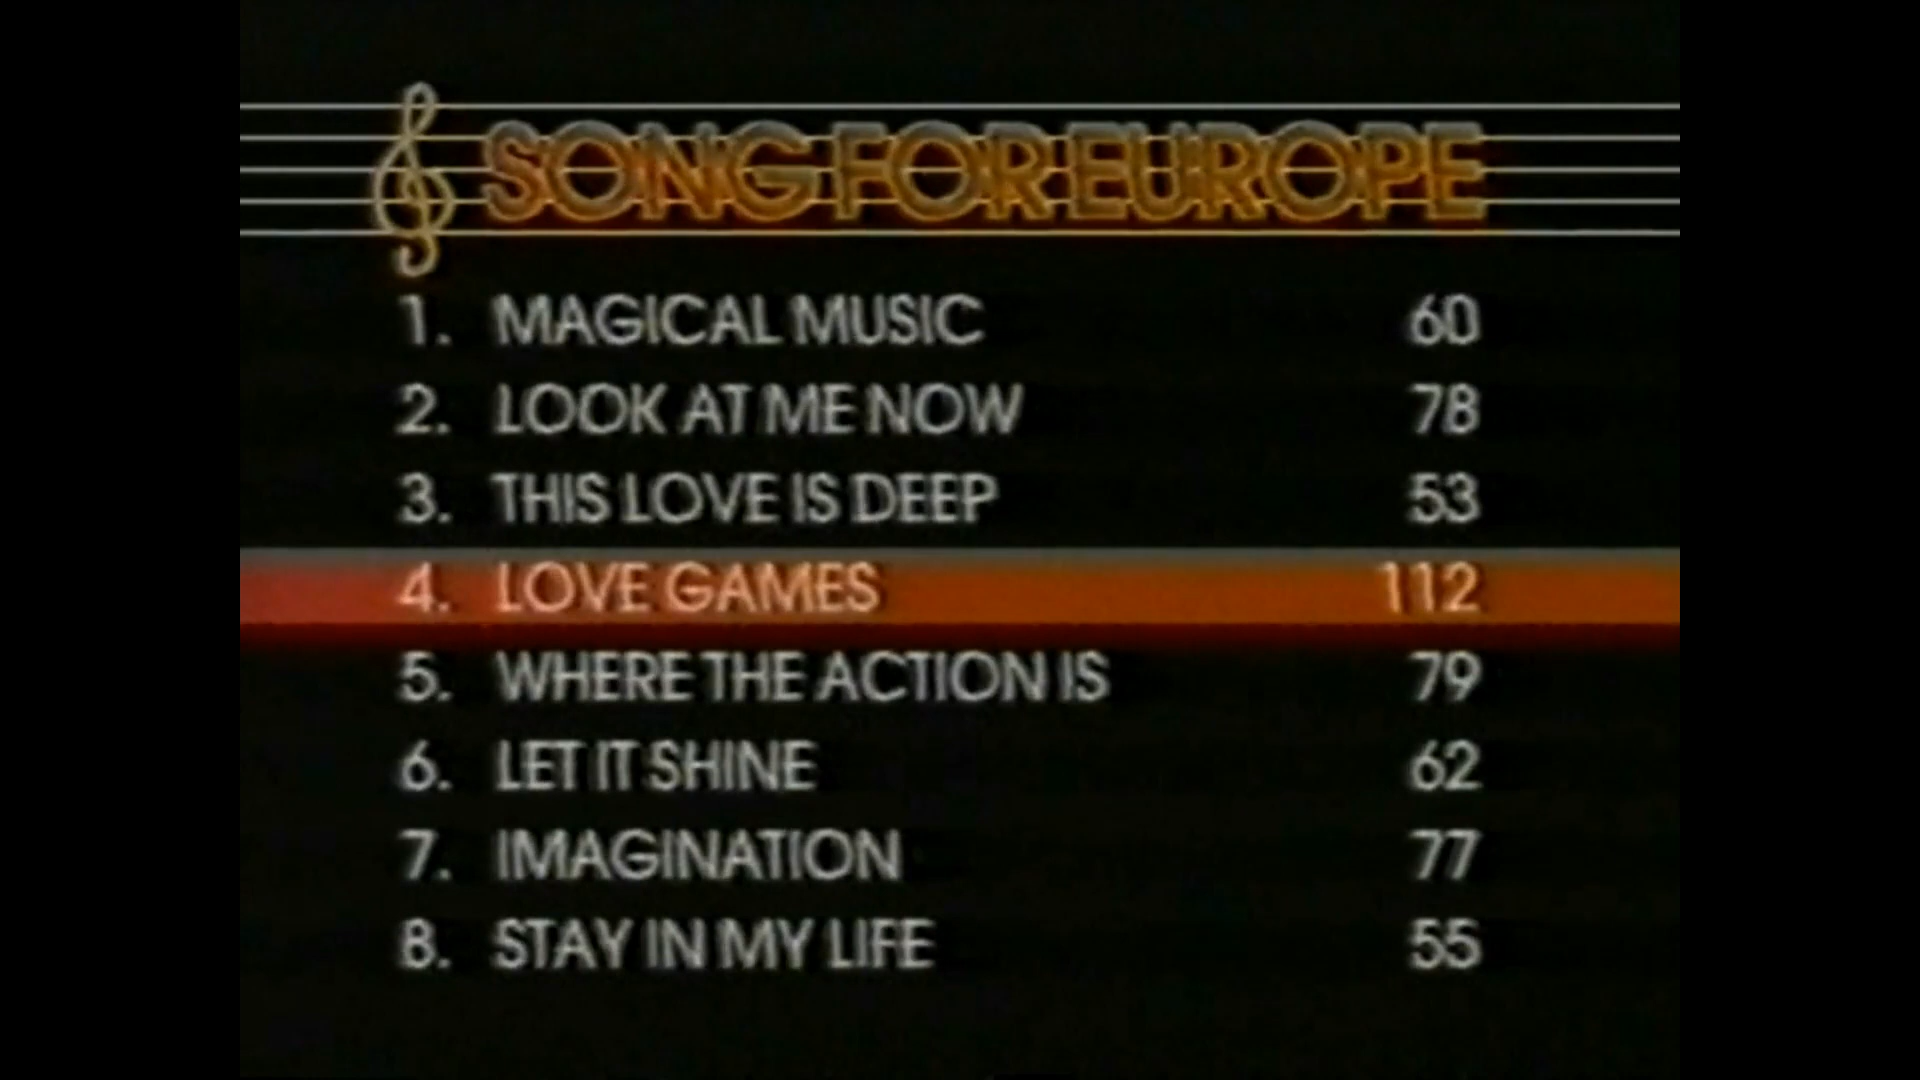 SONG FOR EUROPE
1. MAGICAL MUSIC 60
2. LOOK AT ME NOW 78
3. THIS LOVE IS DEEP 53
4. LOVE GAMES 112
5. WHERE THE ACTION IS 79
6. LET IT SHINE 62
7. IMAGINATION 77
8. STAY IN MY LIFE 55